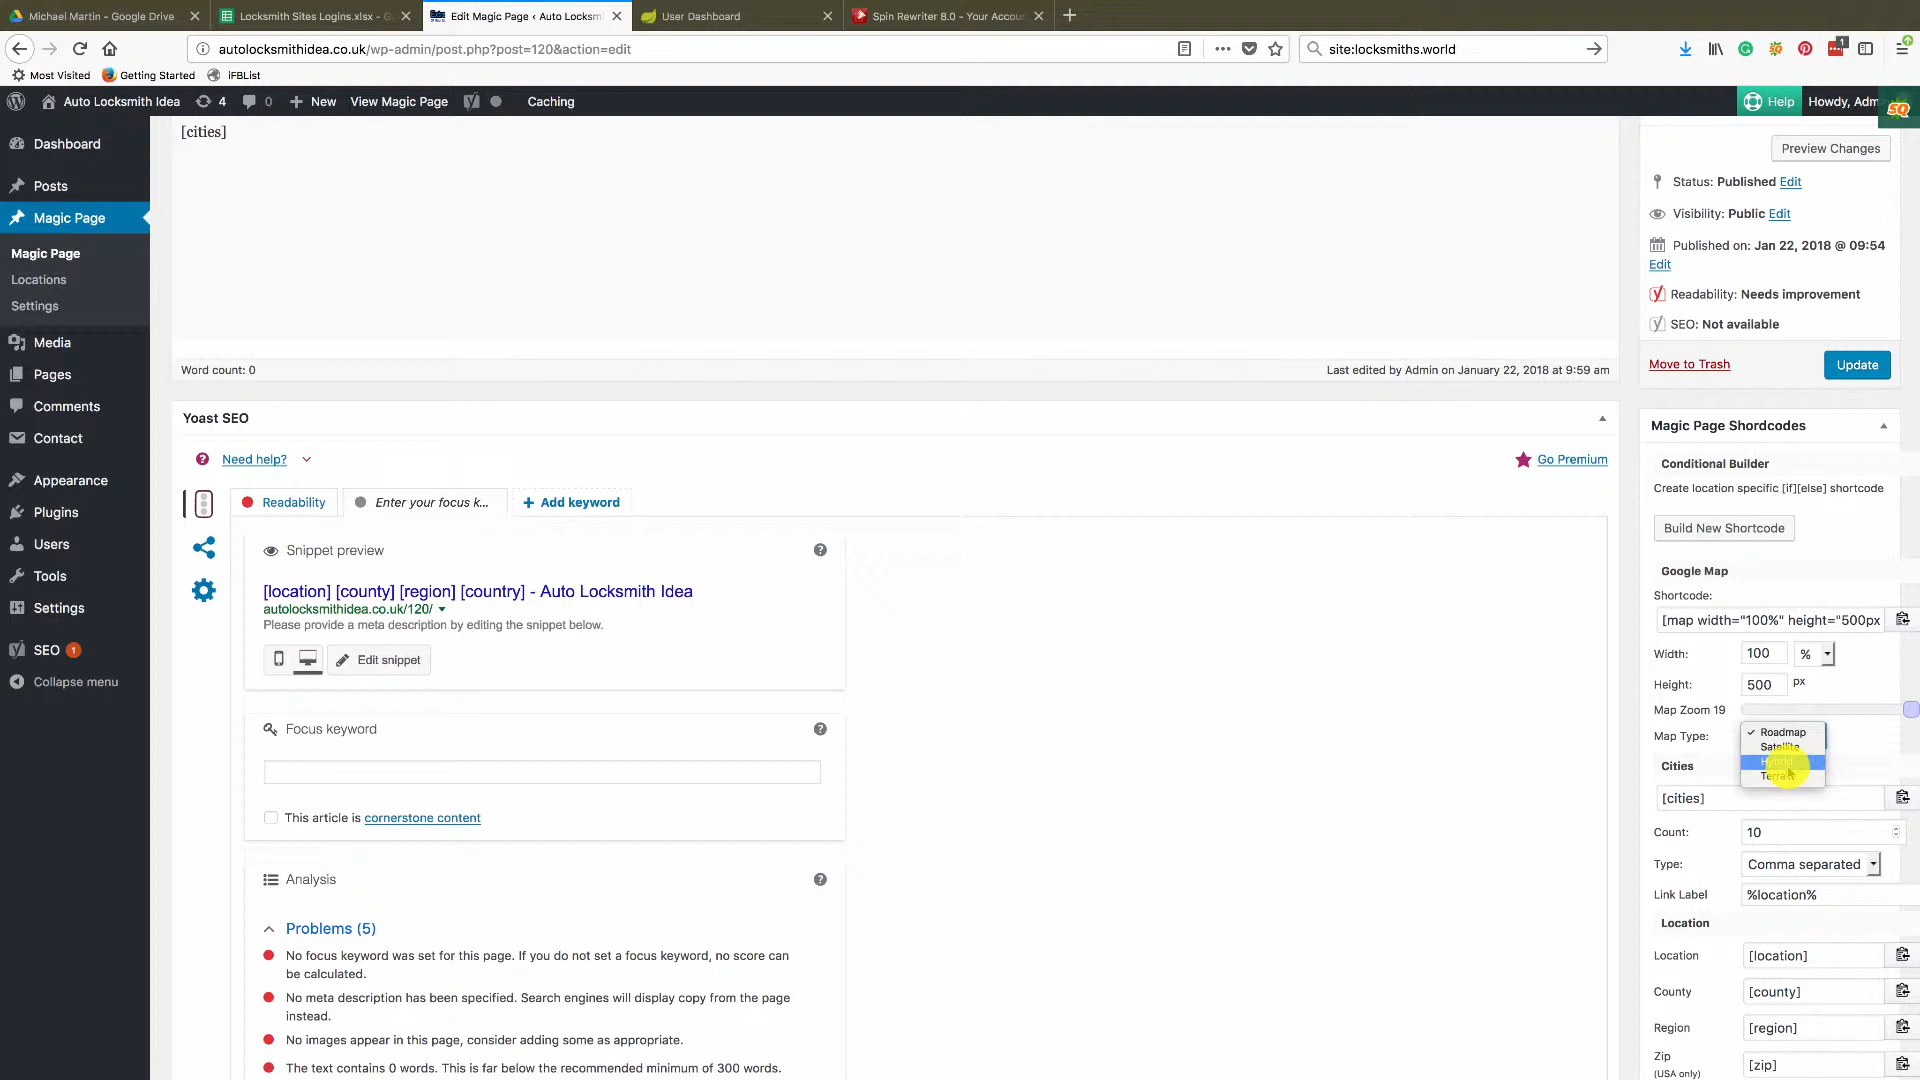 Michael Martin - Google Drive
Locksmith Sites Logins.xlsx - G
Edit Magic Page ‹ Auto Locksm
User Dashboard
Spin Rewriter 8.0 - Your Accou
autolocksmithidea.co.uk/wp-admin/post.php?post=120&action=edit
site:locksmiths.world
1
Most Visited
Getting Started
iFBList
Auto Locksmith Idea
4
0
New
View Magic Page
Caching
Help
Howdy, Adm
SQ
Dashboard
Posts
Magic Page
Magic Page
Locations
Settings
Media
Pages
Comments
Contact
Appearance
Plugins
Users
Tools
Settings
SEO 1
Collapse menu
[cities]
Word count: 0
Last edited by Admin on January 22, 2018 at 9:59 am
Yoast SEO
Need help?
Go Premium
Readability
Enter your focus k...
Add keyword
Snippet preview
[location] [county] [region] [country] - Auto Locksmith Idea
autolocksmithidea.co.uk/120/
Please provide a meta description by editing the snippet below.
Edit snippet
Focus keyword
This article is cornerstone content
Analysis
Problems (5)
No focus keyword was set for this page. If you do not set a focus keyword, no score can
be calculated.
No meta description has been specified. Search engines will display copy from the page
instead.
No images appear in this page, consider adding some as appropriate.
The text contains 0 words. This is far below the recommended minimum of 300 words.
Preview Changes
Status: Published Edit
Visibility: Public Edit
Published on: Jan 22, 2018 @ 09:54
Edit
Readability: Needs improvement
SEO: Not available
Move to Trash
Update
Magic Page Shordcodes
Conditional Builder
Create location specific [if][else] shortcode
Build New Shortcode
Google Map
Shortcode:
[map width="100%" height="500px
Width: 100 %
Height: 500 px
Map Zoom 19
Map Type:
Roadmap
Satellite
Hybrid
Terrain
Cities
[cities]
Count: 10
Type: Comma separated
Link Label %location%
Location
Location [location]
County [county]
Region [region]
Zip [zip]
(USA only)